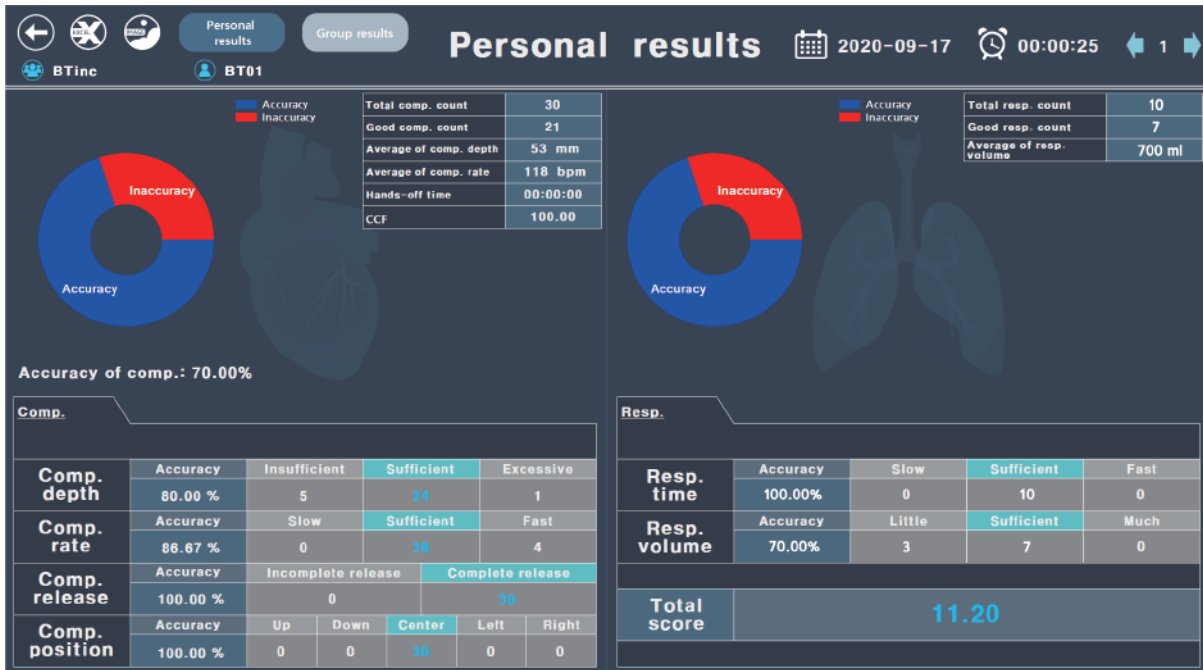 EXCEL
IMAGE
Personal results
Group results
Personal results
2020-09-17
00:00:25
1
BTinc
BT01
Accuracy
Inaccuracy
Inaccuracy
Accuracy
Total comp. count 30
Good comp. count 21
Average of comp. depth 53 mm
Average of comp. rate 118 bpm
Hands-off time 00:00:00
CCF 100.00
Accuracy of comp.: 70.00%
Accuracy
Inaccuracy
Inaccuracy
Accuracy
Total resp. count 10
Good resp. count 7
Average of resp. volume 700 ml
Comp.
Comp. depth
Accuracy Insufficient Sufficient Excessive
80.00 % 5 24 1
Comp. rate
Accuracy Slow Sufficient Fast
86.67 % 0 26 4
Comp. release
Accuracy Incomplete release Complete release
100.00 % 0 30
Comp. position
Accuracy Up Down Center Left Right
100.00 % 0 0 30 0 0
Resp.
Resp. time
Accuracy Slow Sufficient Fast
100.00% 0 10 0
Resp. volume
Accuracy Little Sufficient Much
70.00% 3 7 0
Total score 11.20